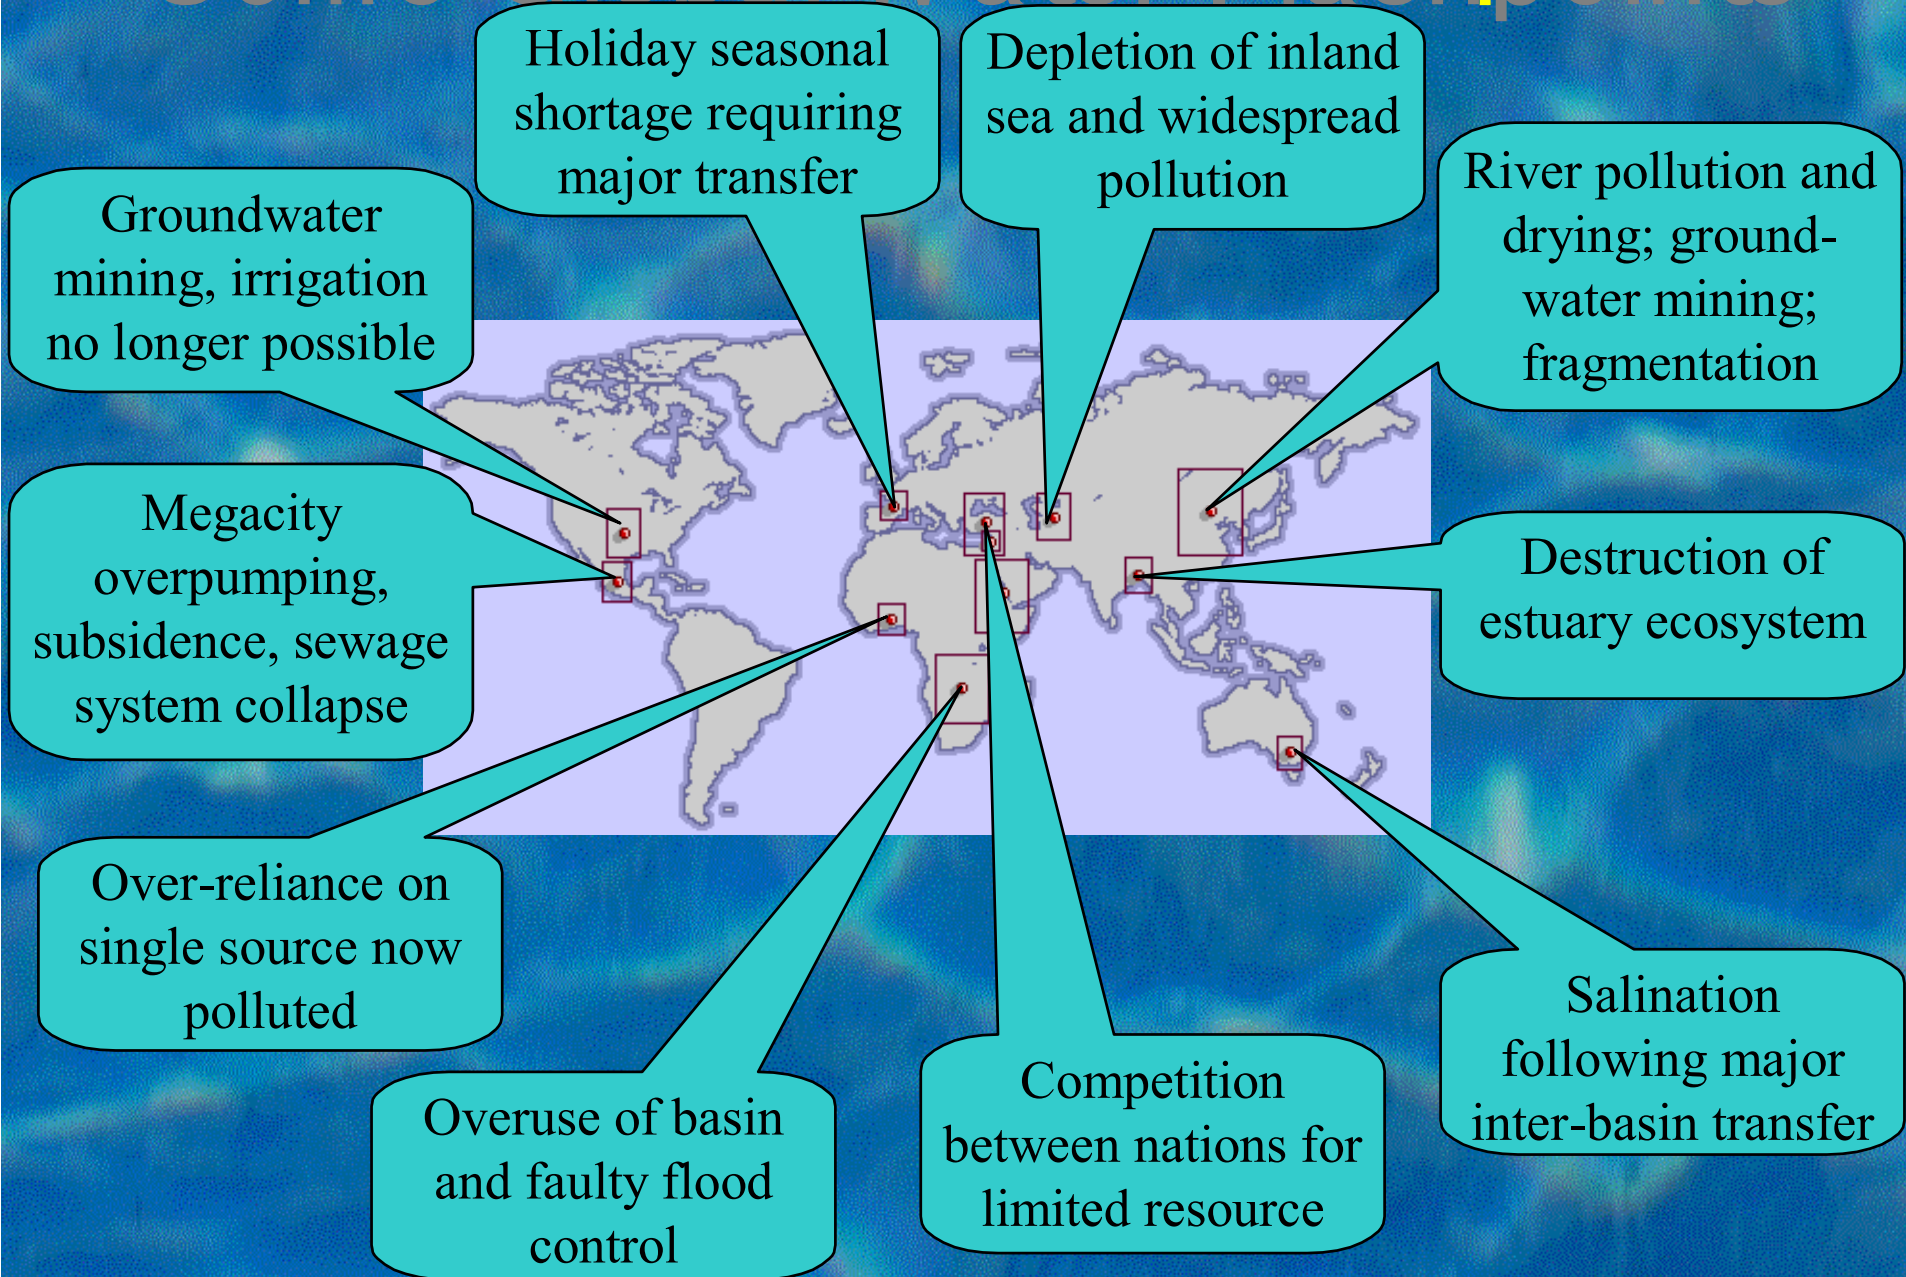 Holiday seasonal
shortage requiring
major transfer
Depletion of inland
sea and widespread
pollution
River pollution and
drying; ground-
water mining;
fragmentation
Groundwater
mining, irrigation
no longer possible
Megacity
overpumping,
subsidence, sewage
system collapse
Destruction of
estuary ecosystem
Over-reliance on
single source now
polluted
Overuse of basin
and faulty flood
control
Competition
between nations for
limited resource
Salination
following major
inter-basin transfer